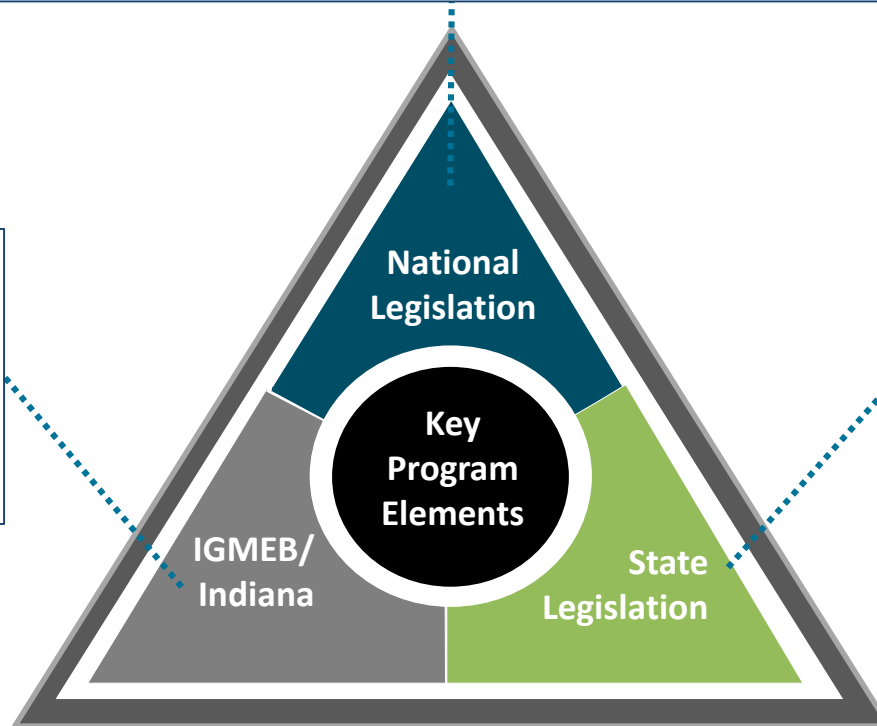 National
Legislation
Key
Program
Elements
IGMEB/
Indiana
State
Legislation